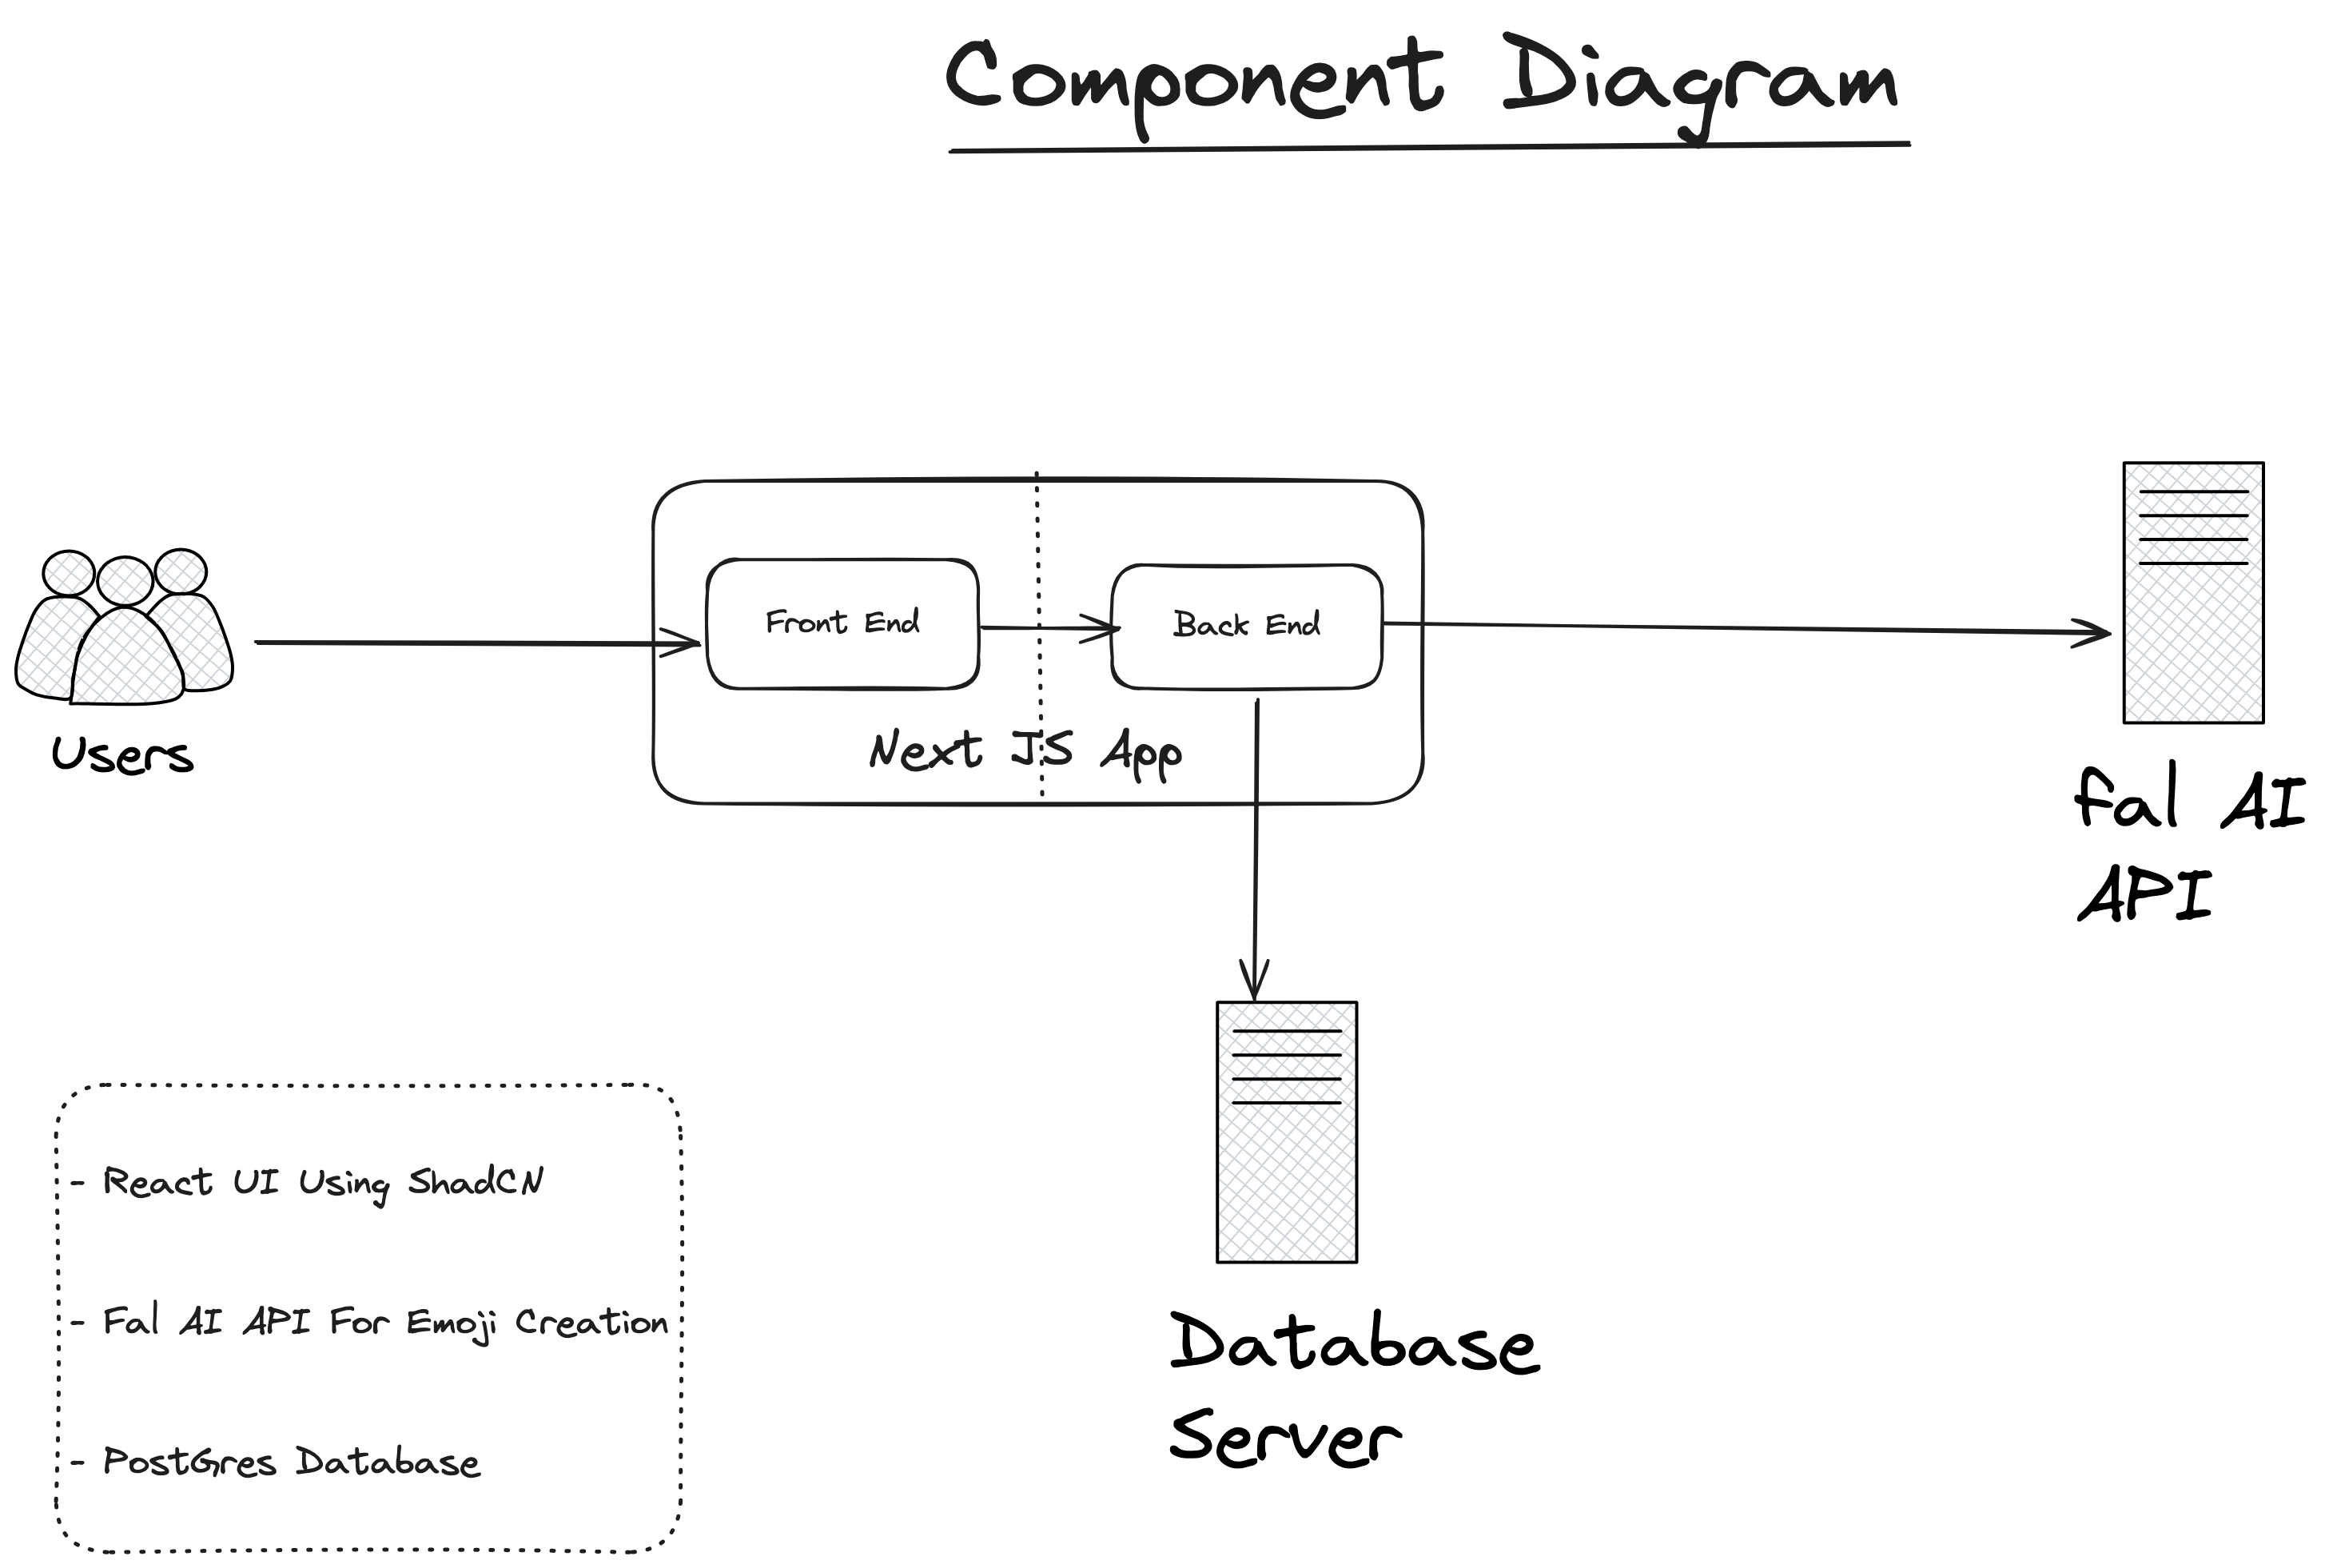 Component Diagram
Front End
Back End
Next JS App
Users
Fal AI
API
- React UI Using ShadCN
- Fal AI API For Emoji Creation
- PostGres Database
Database
Server